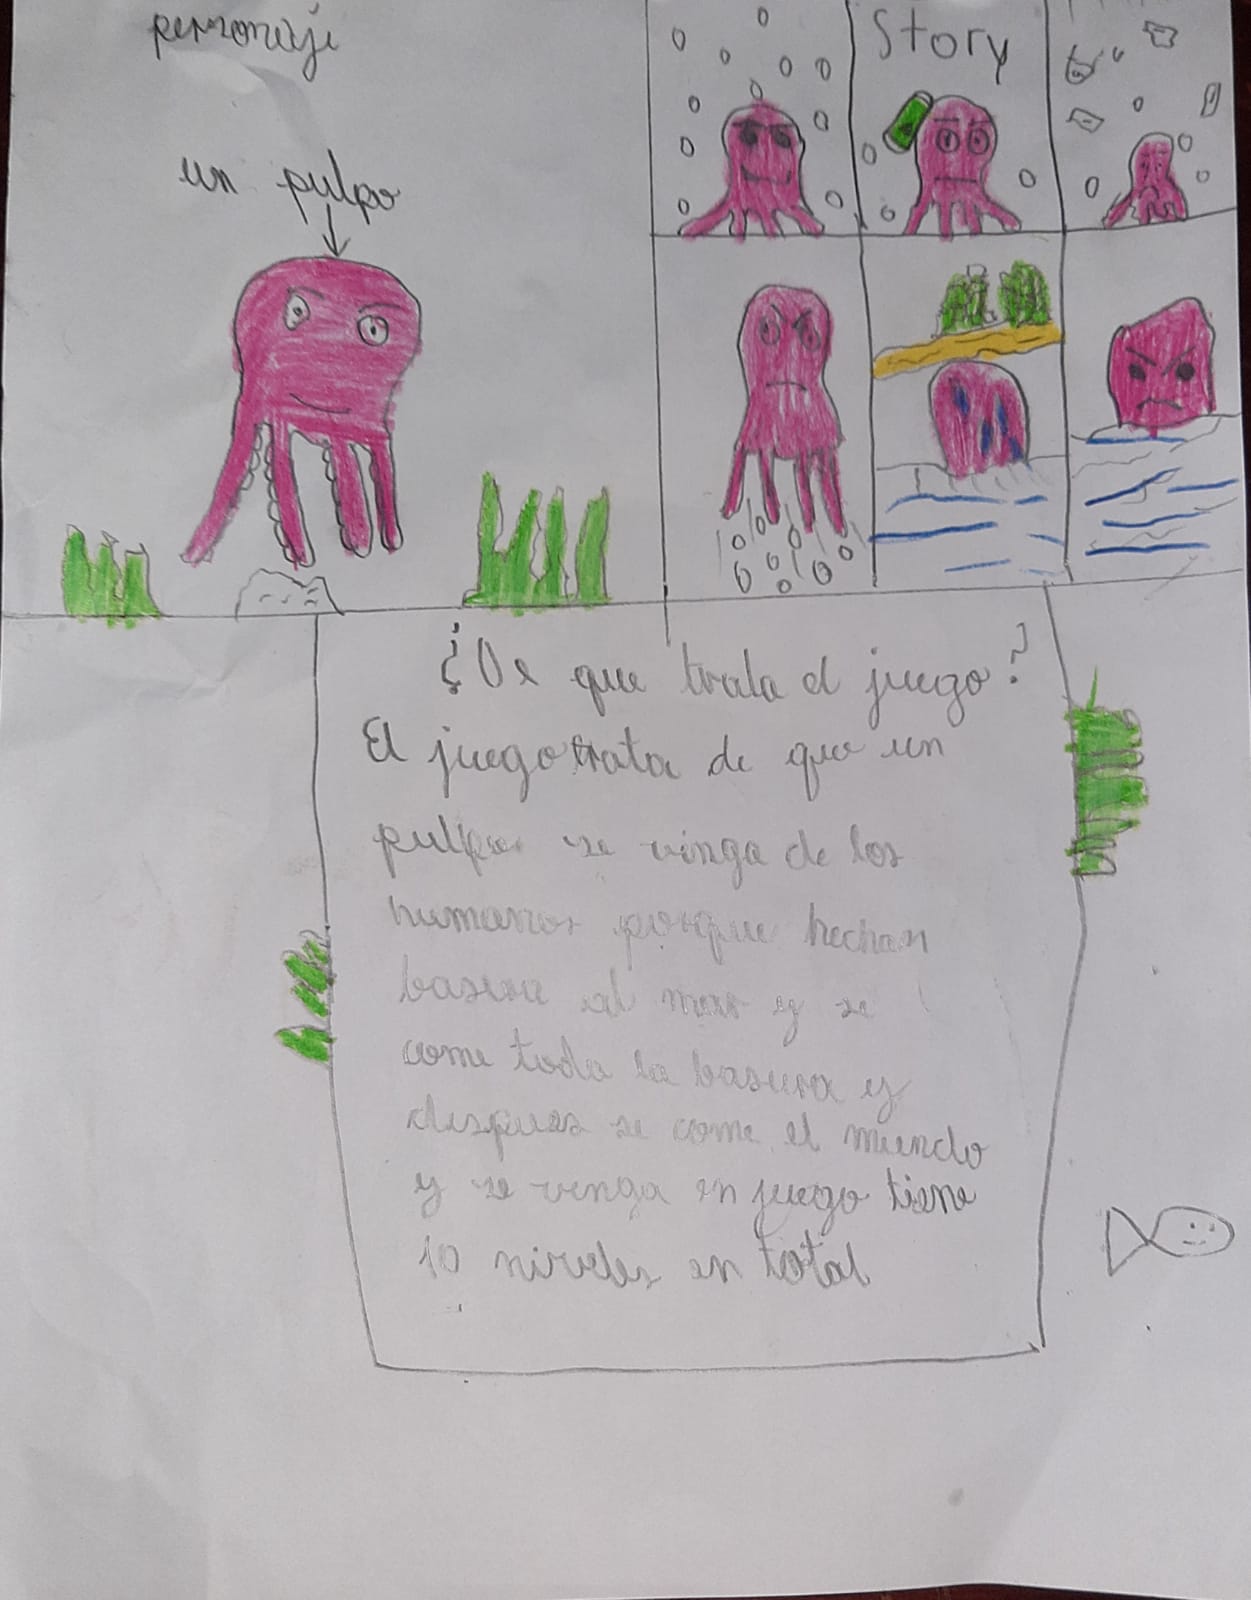 personaje
un pulpo
Story
¿De que trata el juego?
El juego trata de que un
pulpo se vinga de los
humanos porque hechan
basura al mar y se
come toda la basura y
despues se come el mundo
y se venga en juego tiene
10 niveles en total